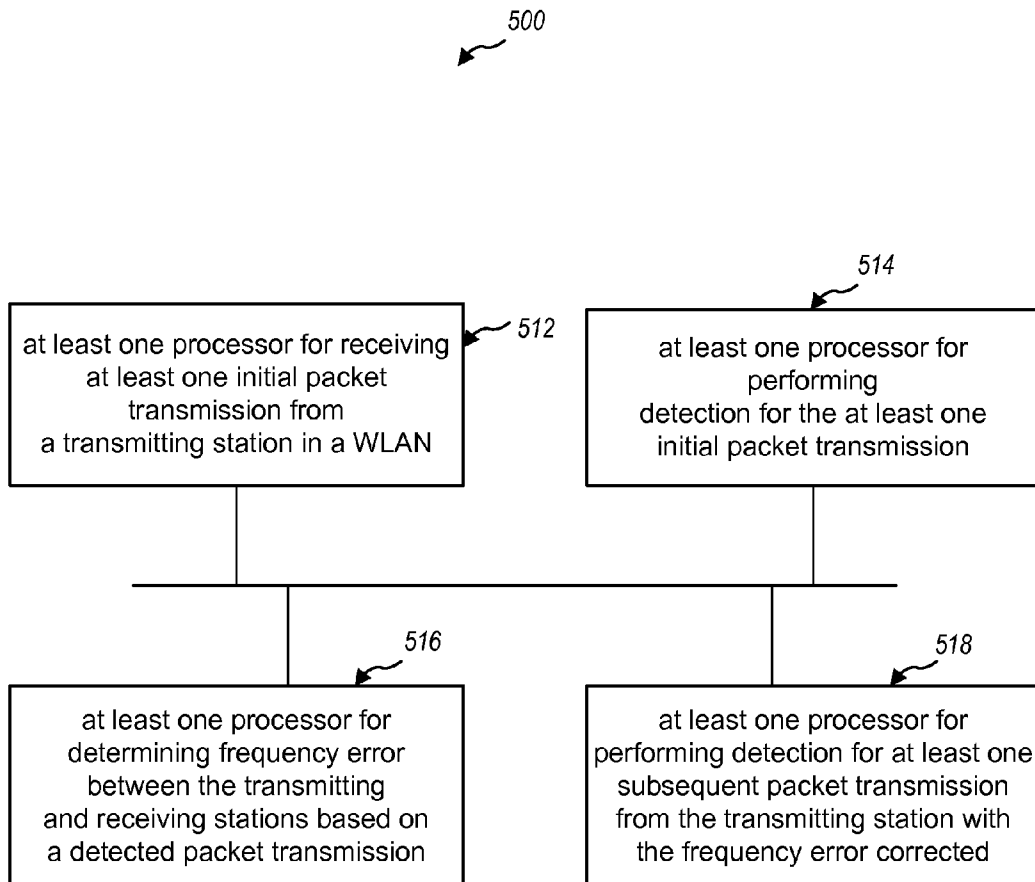 500
512
at least one processor for receiving
at least one initial packet
transmission from
a transmitting station in a WLAN
514
at least one processor for
performing
detection for the at least one
initial packet transmission
516
at least one processor for
determining frequency error
between the transmitting
and receiving stations based on
a detected packet transmission
518
at least one processor for
performing detection for at least one
subsequent packet transmission
from the transmitting station with
the frequency error corrected